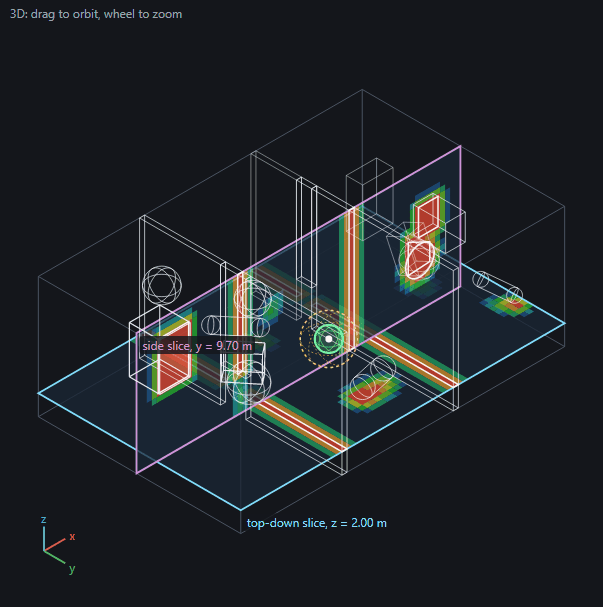 3D: drag to orbit, wheel to zoom
side slice, y = 9.70 m
top-down slice, z = 2.00 m
z
x
y